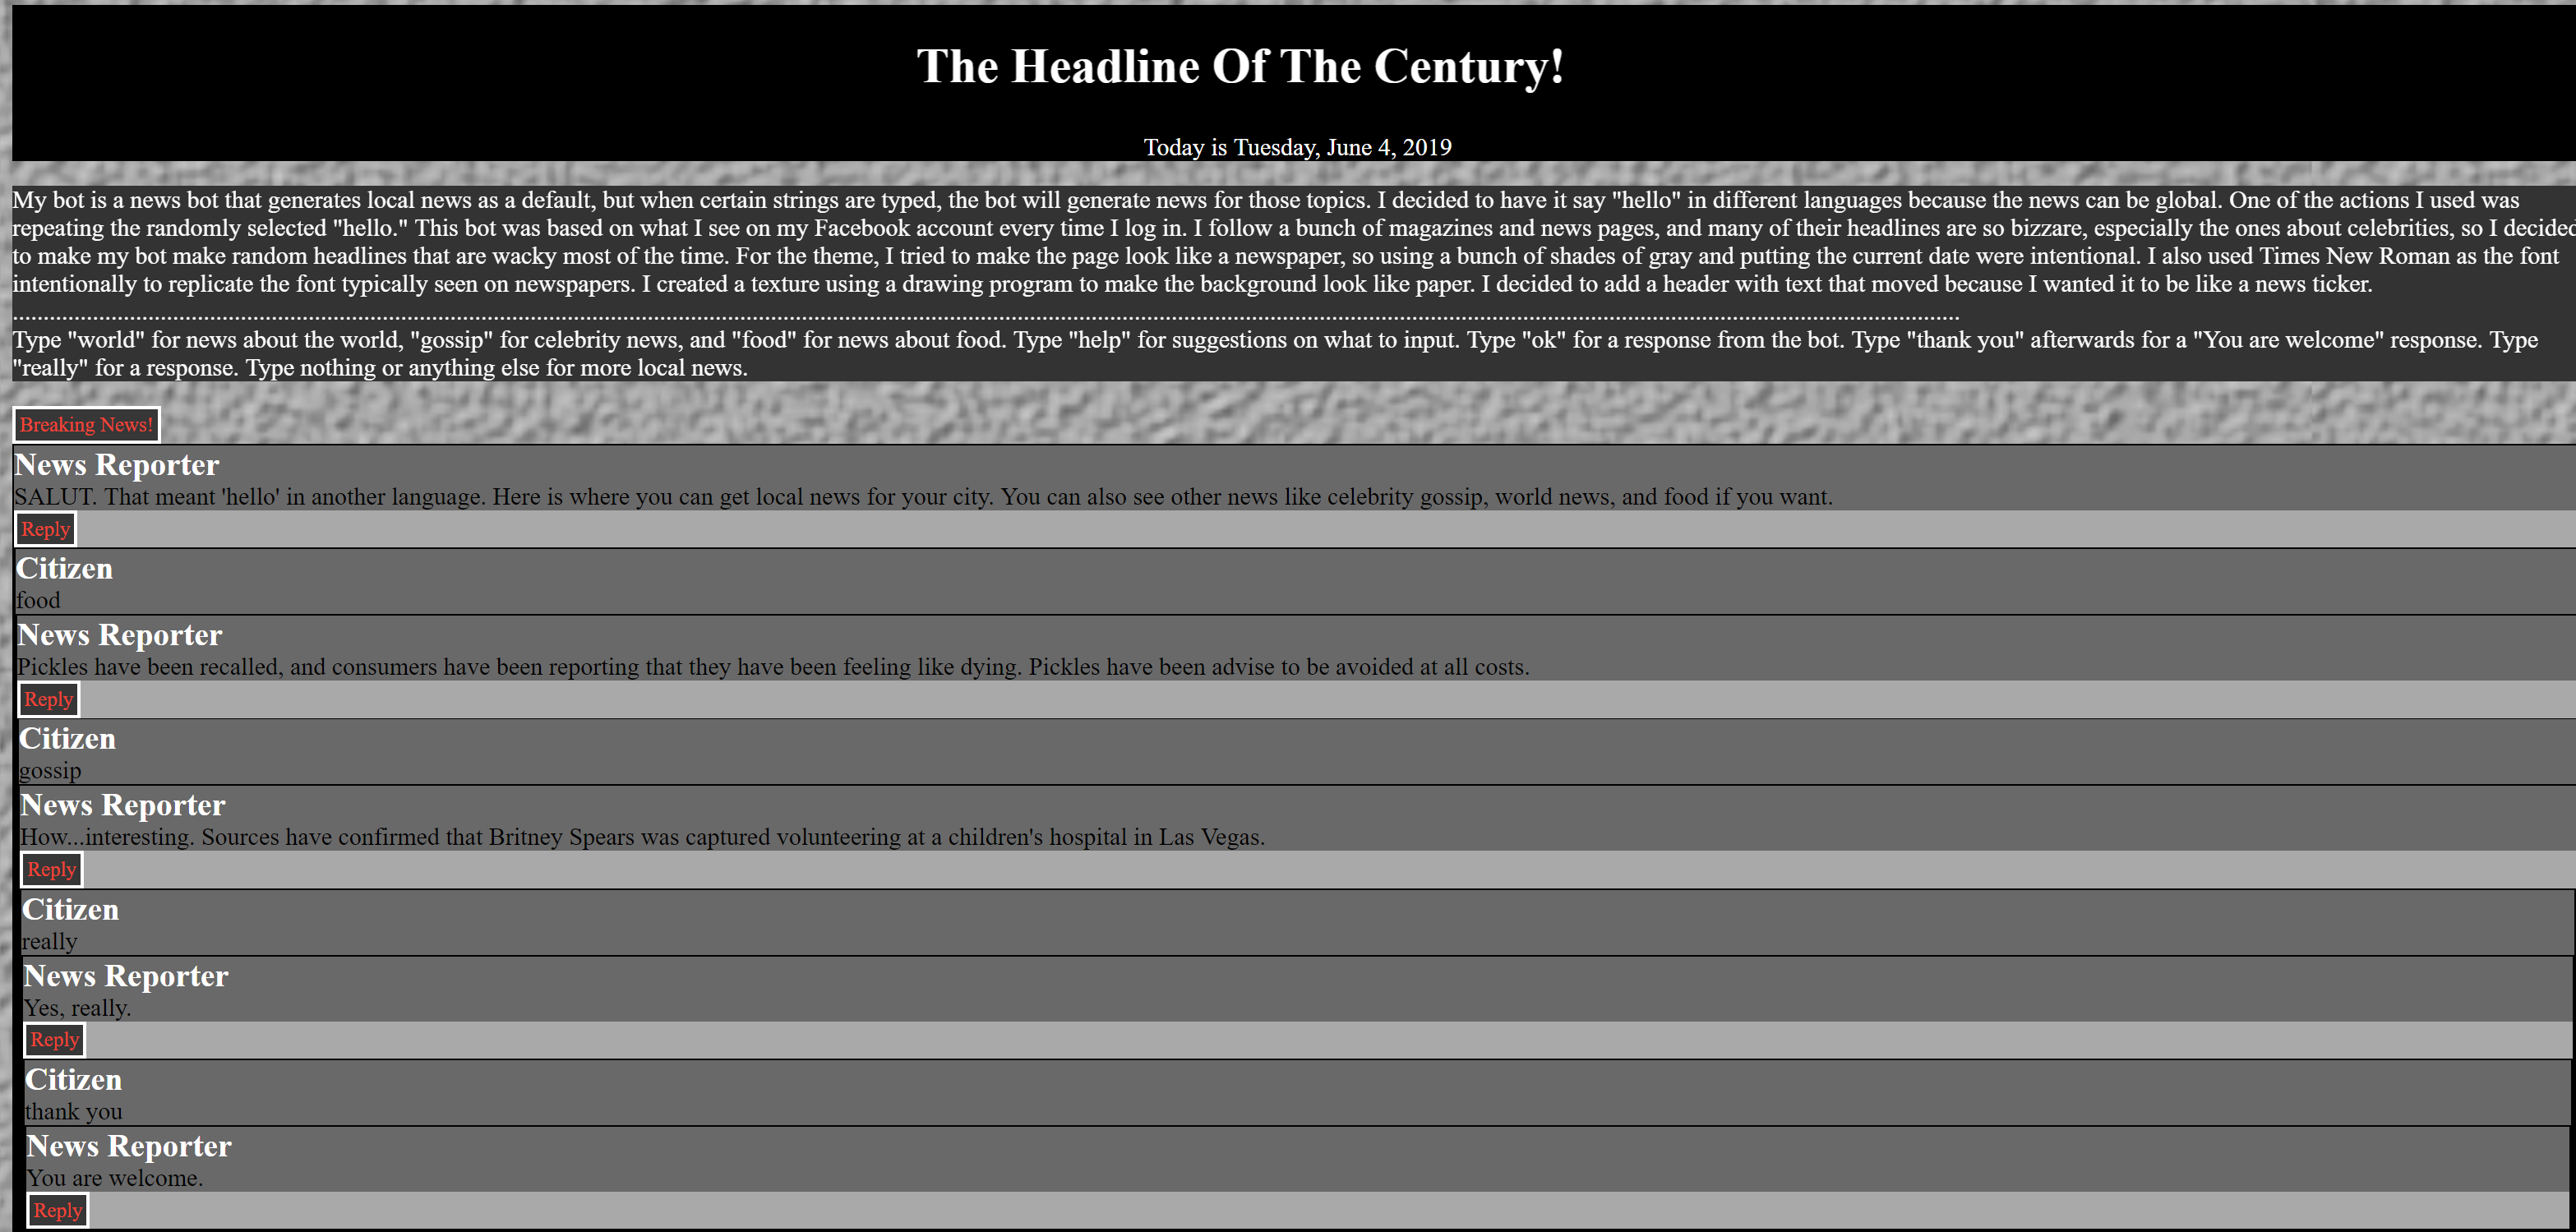 The Headline Of The Century!
Today is Tuesday, June 4, 2019
My bot is a news bot that generates local news as a default, but when certain strings are typed, the bot will generate news for those topics. I decided to have it say "hello" in different languages because the news can be global. One of the actions I used was
repeating the randomly selected "hello." This bot was based on what I see on my Facebook account every time I log in. I follow a bunch of magazines and news pages, and many of their headlines are so bizzare, especially the ones about celebrities, so I decided
to make my bot make random headlines that are wacky most of the time. For the theme, I tried to make the page look like a newspaper, so using a bunch of shades of gray and putting the current date were intentional. I also used Times New Roman as the font
intentionally to replicate the font typically seen on newspapers. I created a texture using a drawing program to make the background look like paper. I decided to add a header with text that moved because I wanted it to be like a news ticker.
................................................................................................................................................................................................................................................................................................................................
Type "world" for news about the world, "gossip" for celebrity news, and "food" for news about food. Type "help" for suggestions on what to input. Type "ok" for a response from the bot. Type "thank you" afterwards for a "You are welcome" response. Type
"really" for a response. Type nothing or anything else for more local news.
Breaking News!
News Reporter
SALUT. That meant 'hello' in another language. Here is where you can get local news for your city. You can also see other news like celebrity gossip, world news, and food if you want.
Reply
Citizen
food
News Reporter
Pickles have been recalled, and consumers have been reporting that they have been feeling like dying. Pickles have been advise to be avoided at all costs.
Reply
Citizen
gossip
News Reporter
How...interesting. Sources have confirmed that Britney Spears was captured volunteering at a children's hospital in Las Vegas.
Reply
Citizen
really
News Reporter
Yes, really.
Reply
Citizen
thank you
News Reporter
You are welcome.
Reply